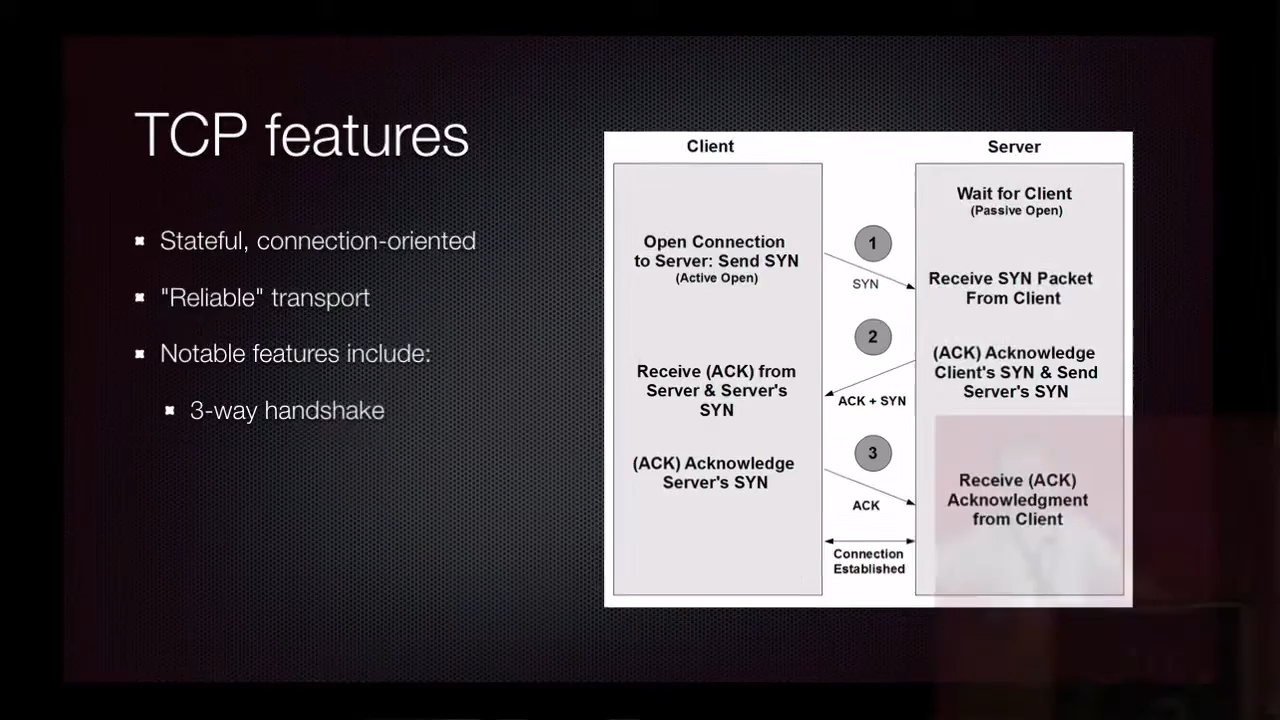 TCP features
Stateful, connection-oriented
"Reliable" transport
Notable features include:
3-way handshake
Client
Server
Wait for Client
(Passive Open)
Open Connection
to Server: Send SYN
(Active Open)
1
SYN
Receive SYN Packet
From Client
2
(ACK) Acknowledge
Client's SYN & Send
Server's SYN
Receive (ACK) from
Server & Server's
SYN
ACK + SYN
3
(ACK) Acknowledge
Server's SYN
ACK
Receive (ACK)
Acknowledgment
from Client
Connection
Established